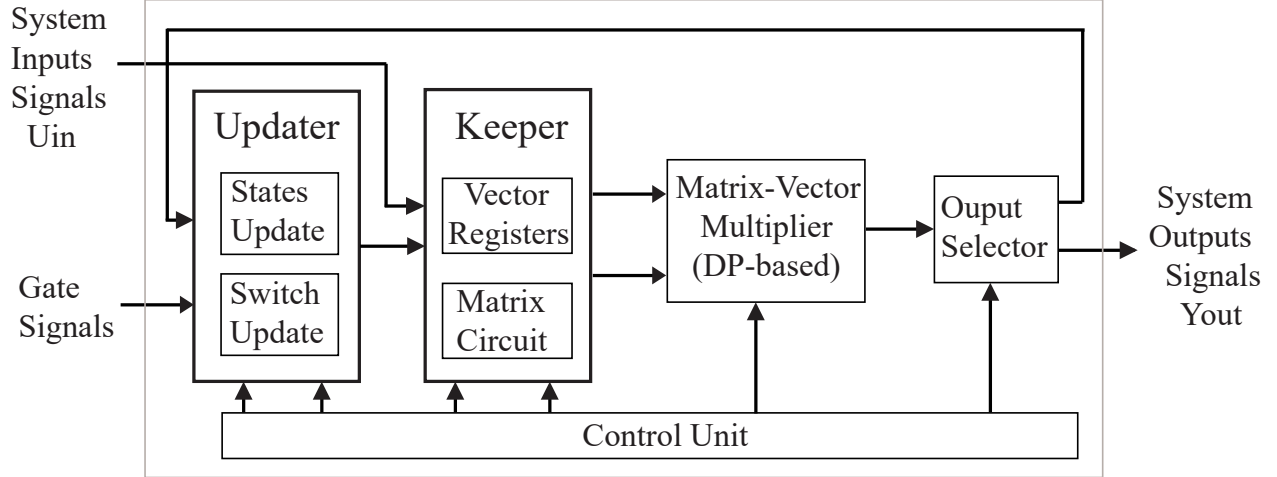 System
Inputs
Signals
Uin
Gate
Signals
Updater
States
Update
Switch
Update
Keeper
Vector
Registers
Matrix
Circuit
Matrix-Vector
Multiplier
(DP-based)
Ouput
Selector
System
Outputs
Signals
Yout
Control Unit